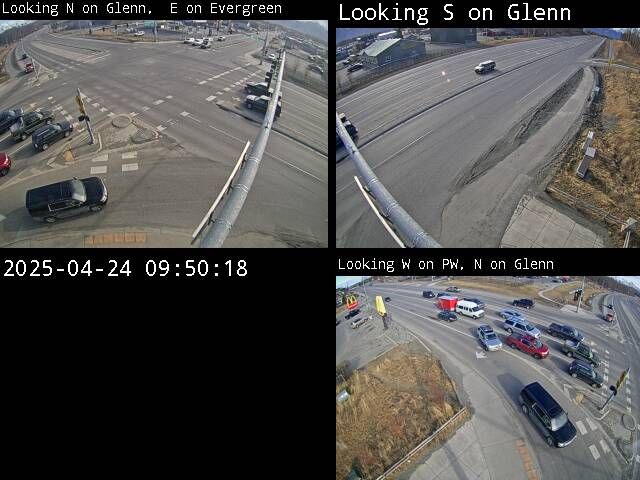 Looking N on Glenn,  E on Evergreen
Looking S on Glenn
2025-04-24 09:50:18
Looking W on PW, N on Glenn